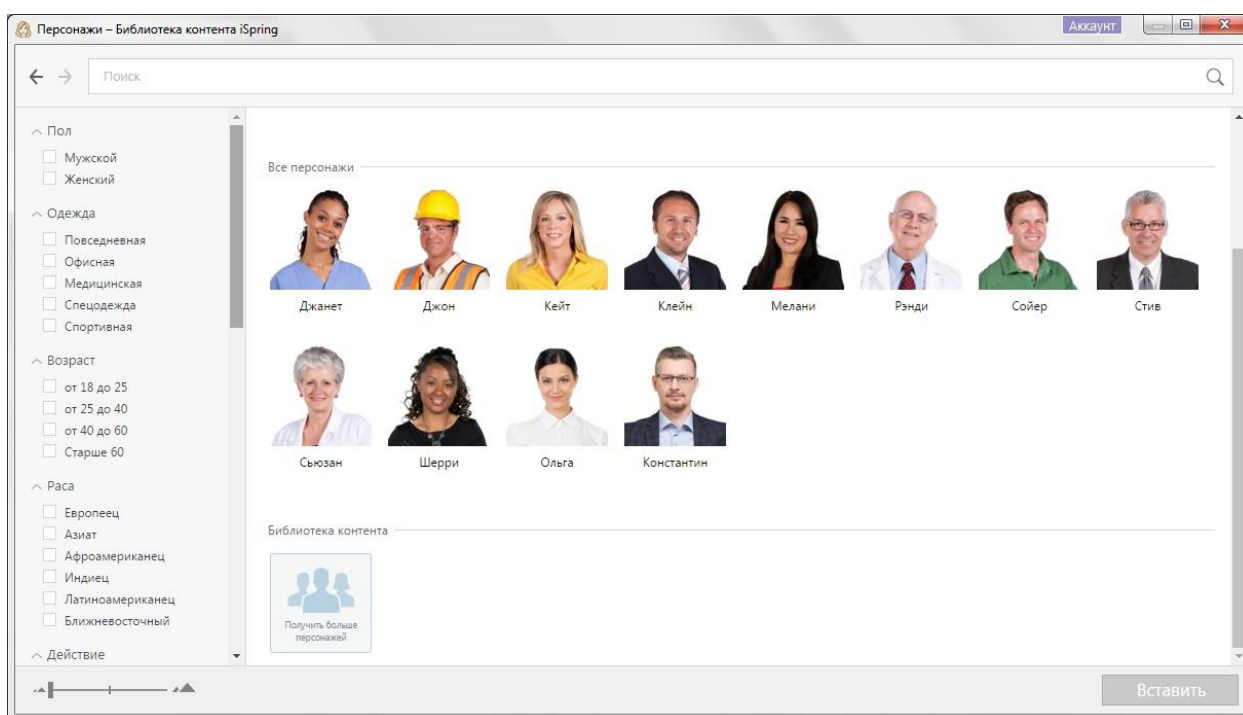 Персонажи – Библиотека контента iSpring
Аккаунт
Поиск
Пол
Мужской
Женский
Одежда
Повседневная
Офисная
Медицинская
Спецодежда
Спортивная
Возраст
от 18 до 25
от 25 до 40
от 40 до 60
Старше 60
Раса
Европеец
Азиат
Афроамериканец
Индиец
Латиноамериканец
Ближневосточный
Действие
Все персонажи
Джанет Джон Кейт Клейн Мелани Рэнди Сойер Стив
Сьюзан Шерри Ольга Константин
Библиотека контента
Получить больше
персонажей
Вставить